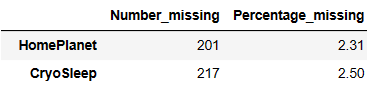 Number_missing Percentage_missing
HomePlanet 201 2.31
CryoSleep 217 2.50